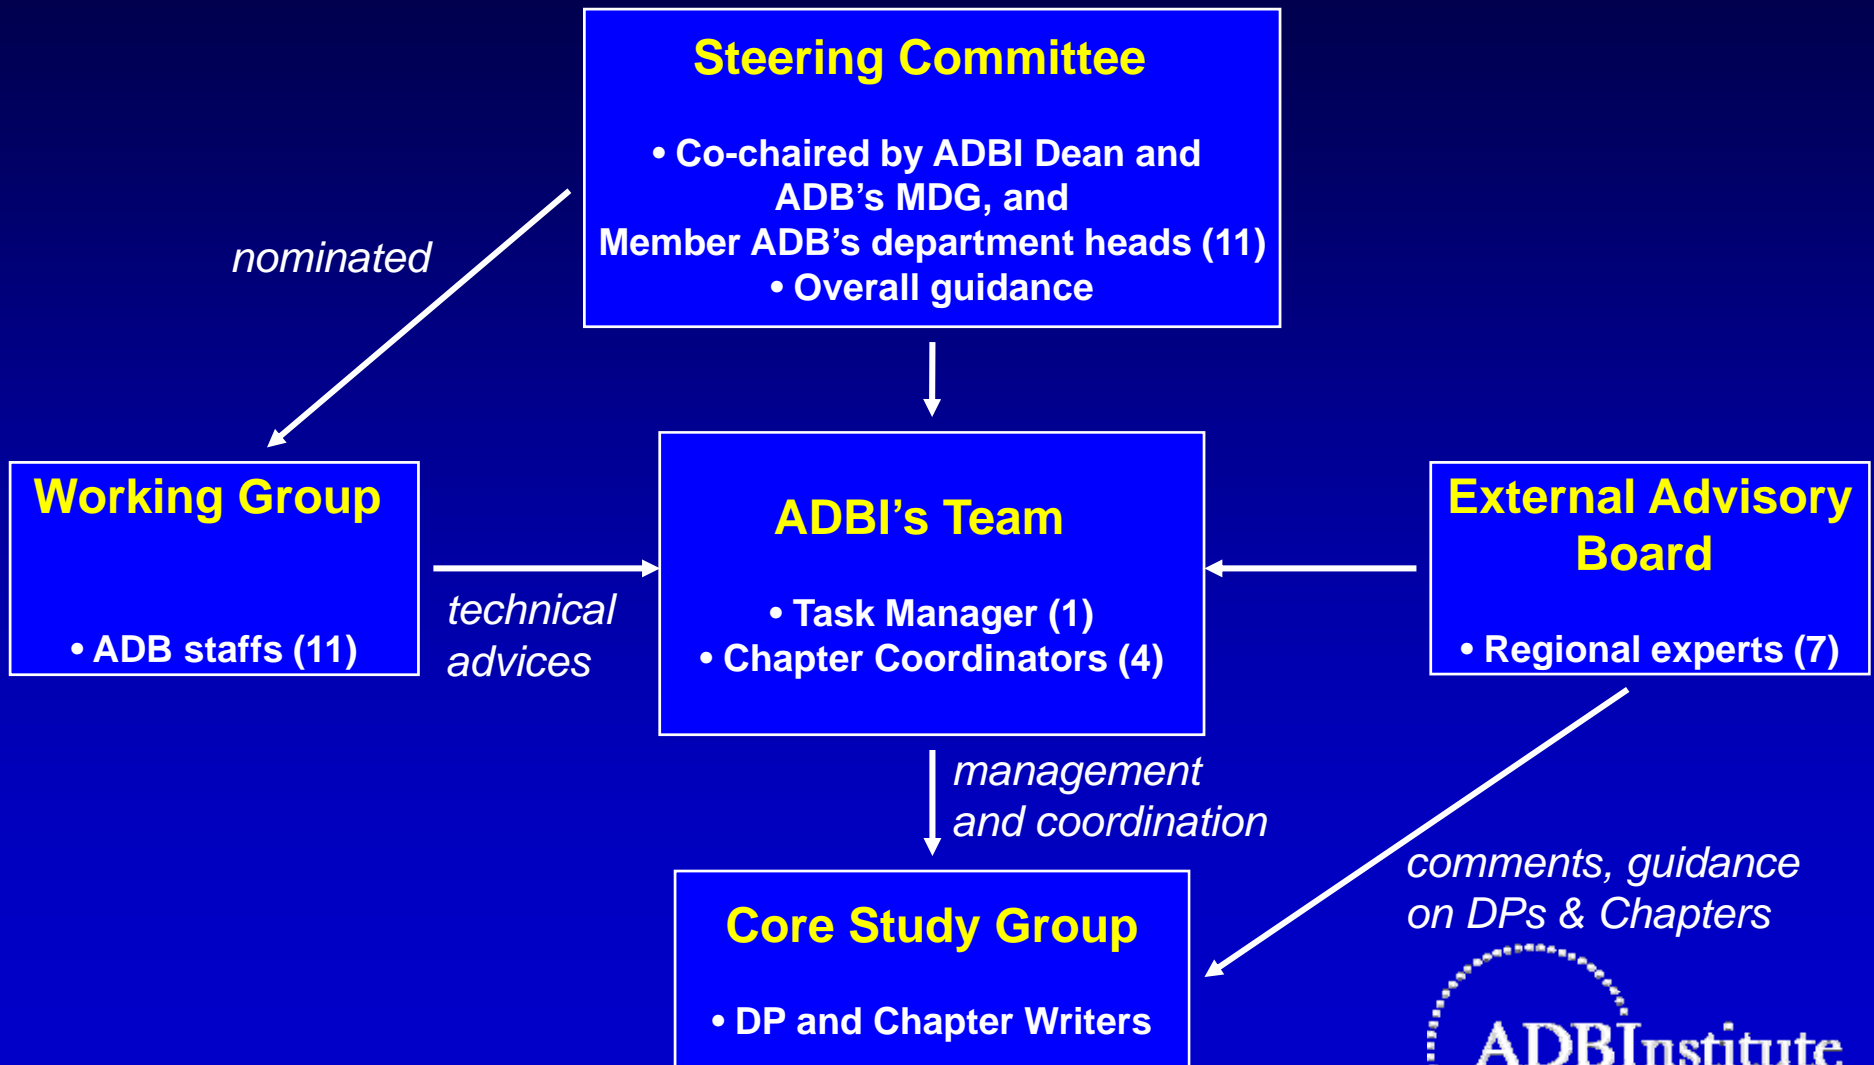 Steering Committee
• Co-chaired by ADBI Dean and
ADB’s MDG, and
Member ADB’s department heads (11)
• Overall guidance
nominated
Working Group
• ADB staffs (11)
technical
advices
ADBI’s Team
• Task Manager (1)
• Chapter Coordinators (4)
External Advisory
Board
• Regional experts (7)
management
and coordination
comments, guidance
on DPs & Chapters
Core Study Group
• DP and Chapter Writers
ADBInstitute